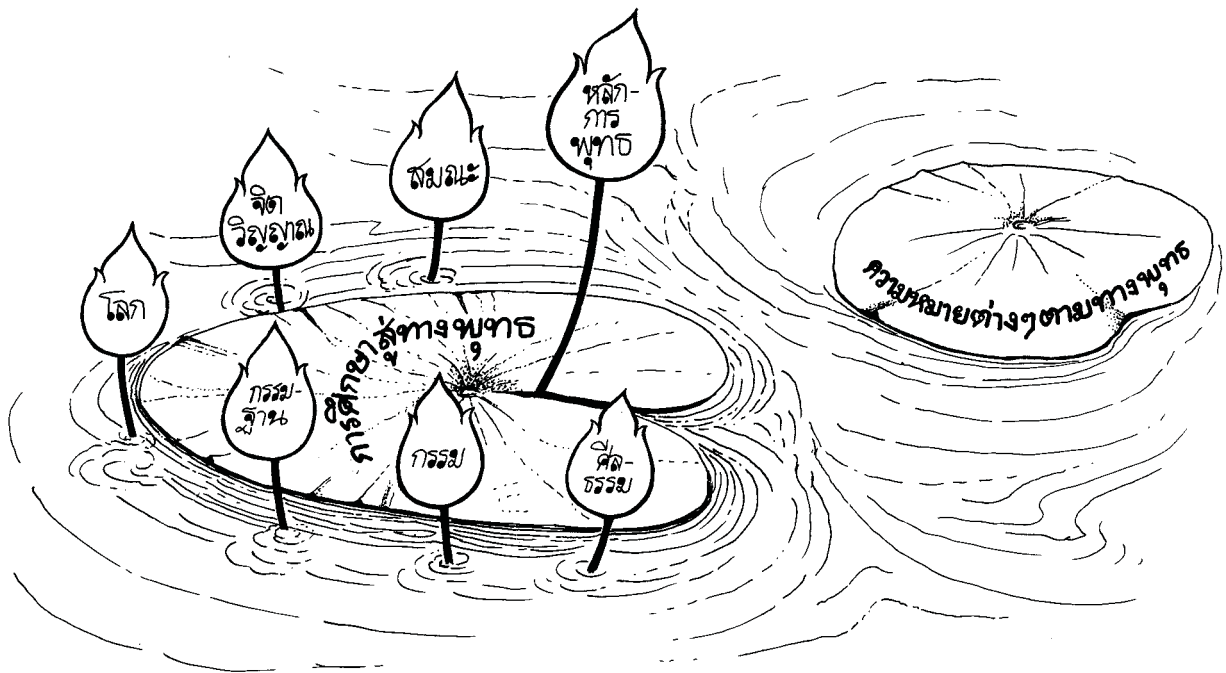 หลัก-
การ
พุทธ
สมณะ
จิต
วิญญาณ
โลก
กรรม-
ฐาน
กรรม
ศีล-
ธรรม
การศึกษาสู่ทางพุทธ
ความหมายต่างๆตามทางพุทธ